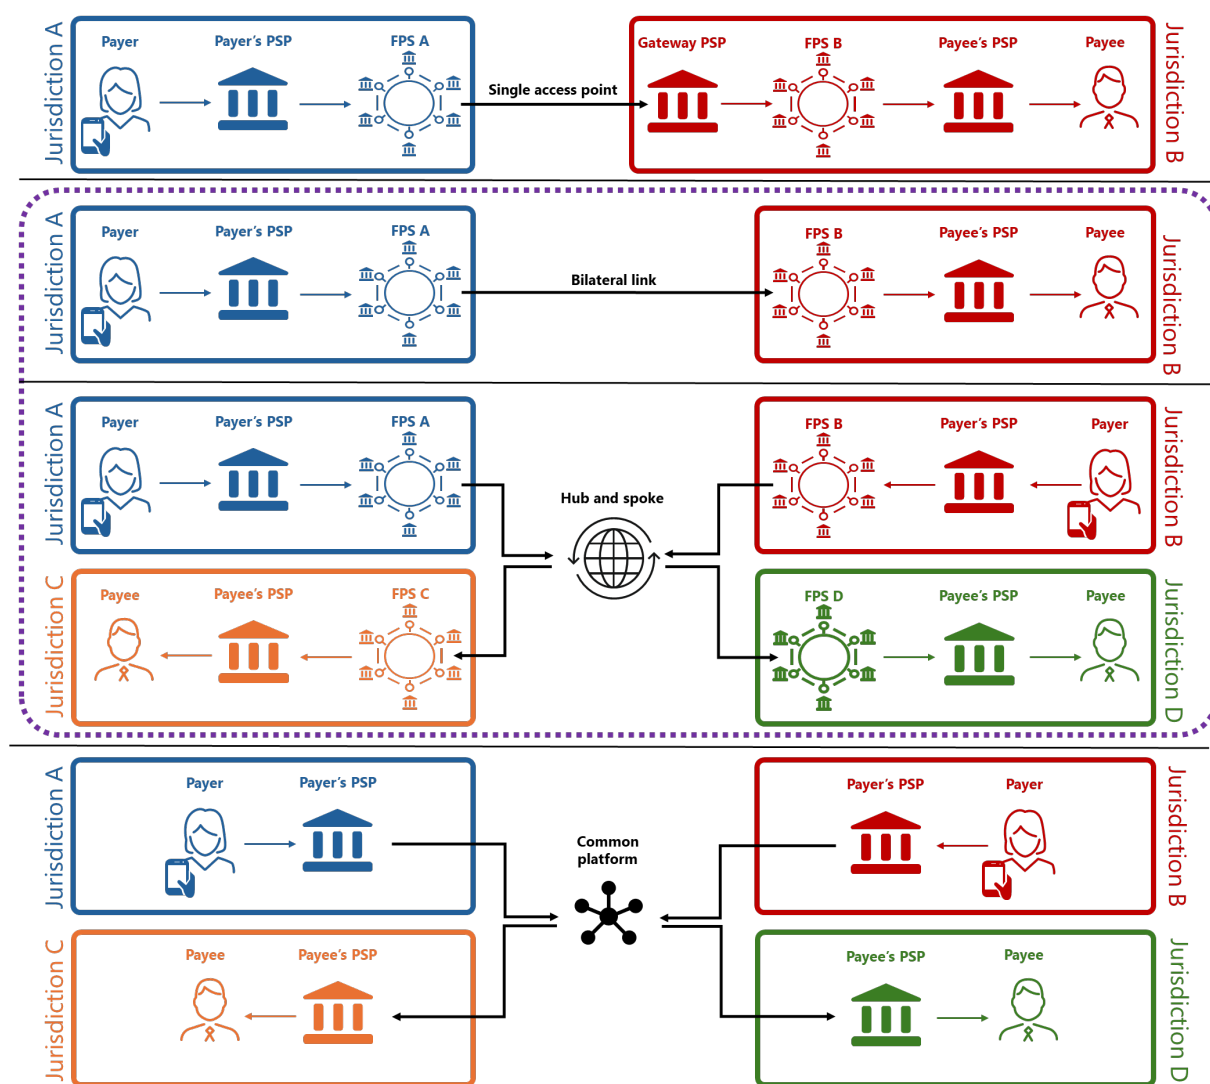 Jurisdiction A
Payer
Payer's PSP
FPS A
Single access point
Gateway PSP
FPS B
Payee's PSP
Payee
Jurisdiction B
Jurisdiction A
Payer
Payer's PSP
FPS A
Bilateral link
FPS B
Payee's PSP
Payee
Jurisdiction B
Jurisdiction A
Payer
Payer's PSP
FPS A
Hub and spoke
FPS B
Payer's PSP
Payer
Jurisdiction B
Jurisdiction C
Payee
Payee's PSP
FPS C
FPS D
Payee's PSP
Payee
Jurisdiction D
Jurisdiction A
Payer
Payer's PSP
Common
platform
Payer's PSP
Payer
Jurisdiction B
Jurisdiction C
Payee
Payee's PSP
Payee's PSP
Payee
Jurisdiction D